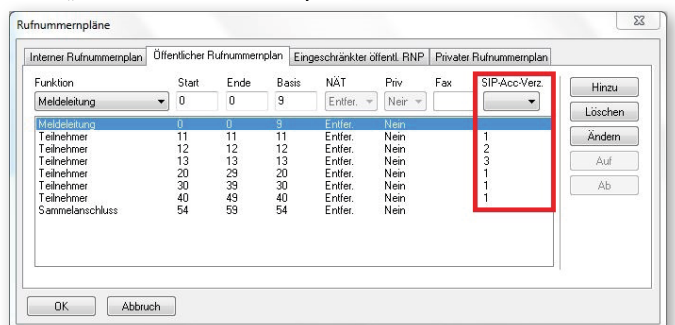 Rufnummernpläne
Interner Rufnummernplan Öffentlicher Rufnummernplan Eingeschränkter öffentl. RNP Privater Rufnummernplan
Funktion Start Ende Basis NÄT Priv Fax SIP-Acc-Verz.
Meldeleitung 0 0 9 Entfer. Nein
Hinzu
Löschen
Ändern
Auf
Ab
Meldeleitung 0 0 9 Entfer. Nein
Teilnehmer 11 11 11 Entfer. Nein 1
Teilnehmer 12 12 12 Entfer. Nein 2
Teilnehmer 13 13 13 Entfer. Nein 3
Teilnehmer 20 29 20 Entfer. Nein 1
Teilnehmer 30 39 30 Entfer. Nein 1
Teilnehmer 40 49 40 Entfer. Nein 1
Sammelanschluss 54 59 54 Entfer. Nein
OK Abbruch